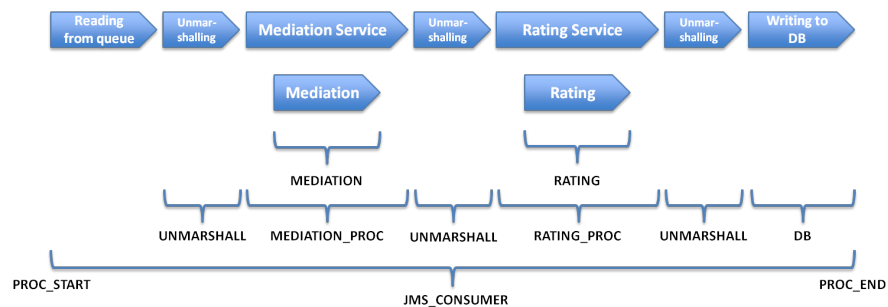 Reading
from queue
Unmar-
shalling
Mediation Service
Unmar-
shalling
Rating Service
Unmar-
shalling
Writing to
DB
Mediation
Rating
MEDIATION
RATING
UNMARSHALL
MEDIATION_PROC
UNMARSHALL
RATING_PROC
UNMARSHALL
DB
PROC_START
JMS_CONSUMER
PROC_END